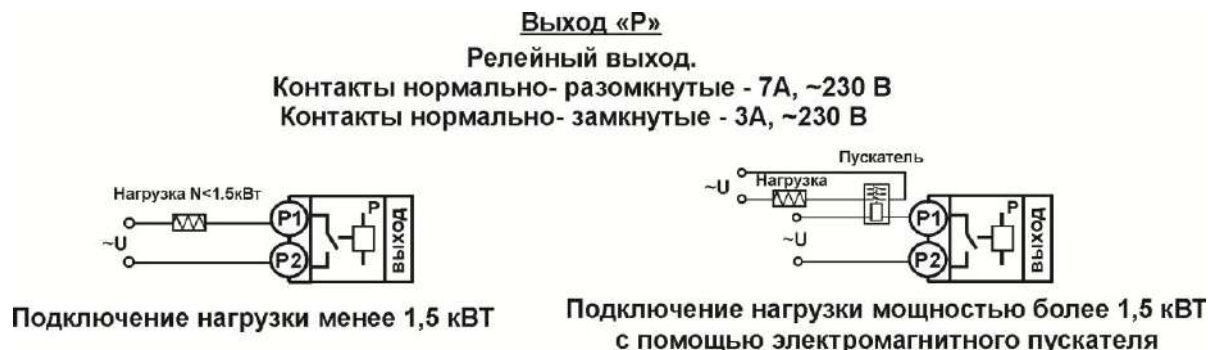 Выход «Р»
Релейный выход.
Контакты нормально- разомкнутые - 7А, ~230 В
Контакты нормально- замкнутые - 3А, ~230 В
Нагрузка N<1.5кВт
~U
P1
P2
Р
ВЫХОД
Подключение нагрузки менее 1,5 кВТ
Пускатель
~U
Нагрузка
~U
P1
P2
Р
ВЫХОД
Подключение нагрузки мощностью более 1,5 кВТ
с помощью электромагнитного пускателя